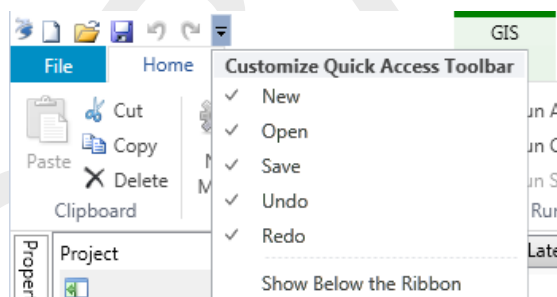 GIS
File Home Customize Quick Access Toolbar
New
Cut
Open
Copy
Paste
Save
Delete
Undo
Clipboard
Redo
Project
Show Below the Ribbon